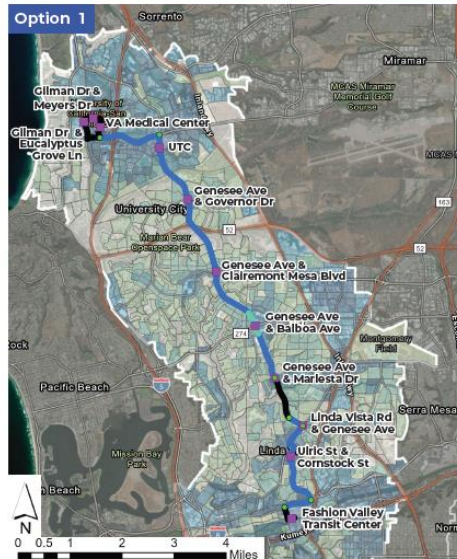 Option 1
Sorrento
Miramar
MCAS Miramar
Memorial Golf
Course
Gilman Dr &
Meyers Dr
VA Medical Center
Gilman Dr &
Eucalyptus
Grove Ln
UTC
Genesee Ave
& Governor Dr
University City
163
52
Marian Bear
Openspace Park
52
Genesee Ave &
Clairemont Mesa Blvd
Genesee Ave
& Balboa Ave
274
Montgomery
Field
Rock
Genesee Ave
& Marlesta Dr
Pacific Beach
Serra Mesa
Linda Vista Rd
& Genesee Ave
Mission Bay
Park
Linda
Ulric St &
Comstock St
n Beach
Fashion Valley
Transit Center
N
0 0.5 1 2 3 4
Miles